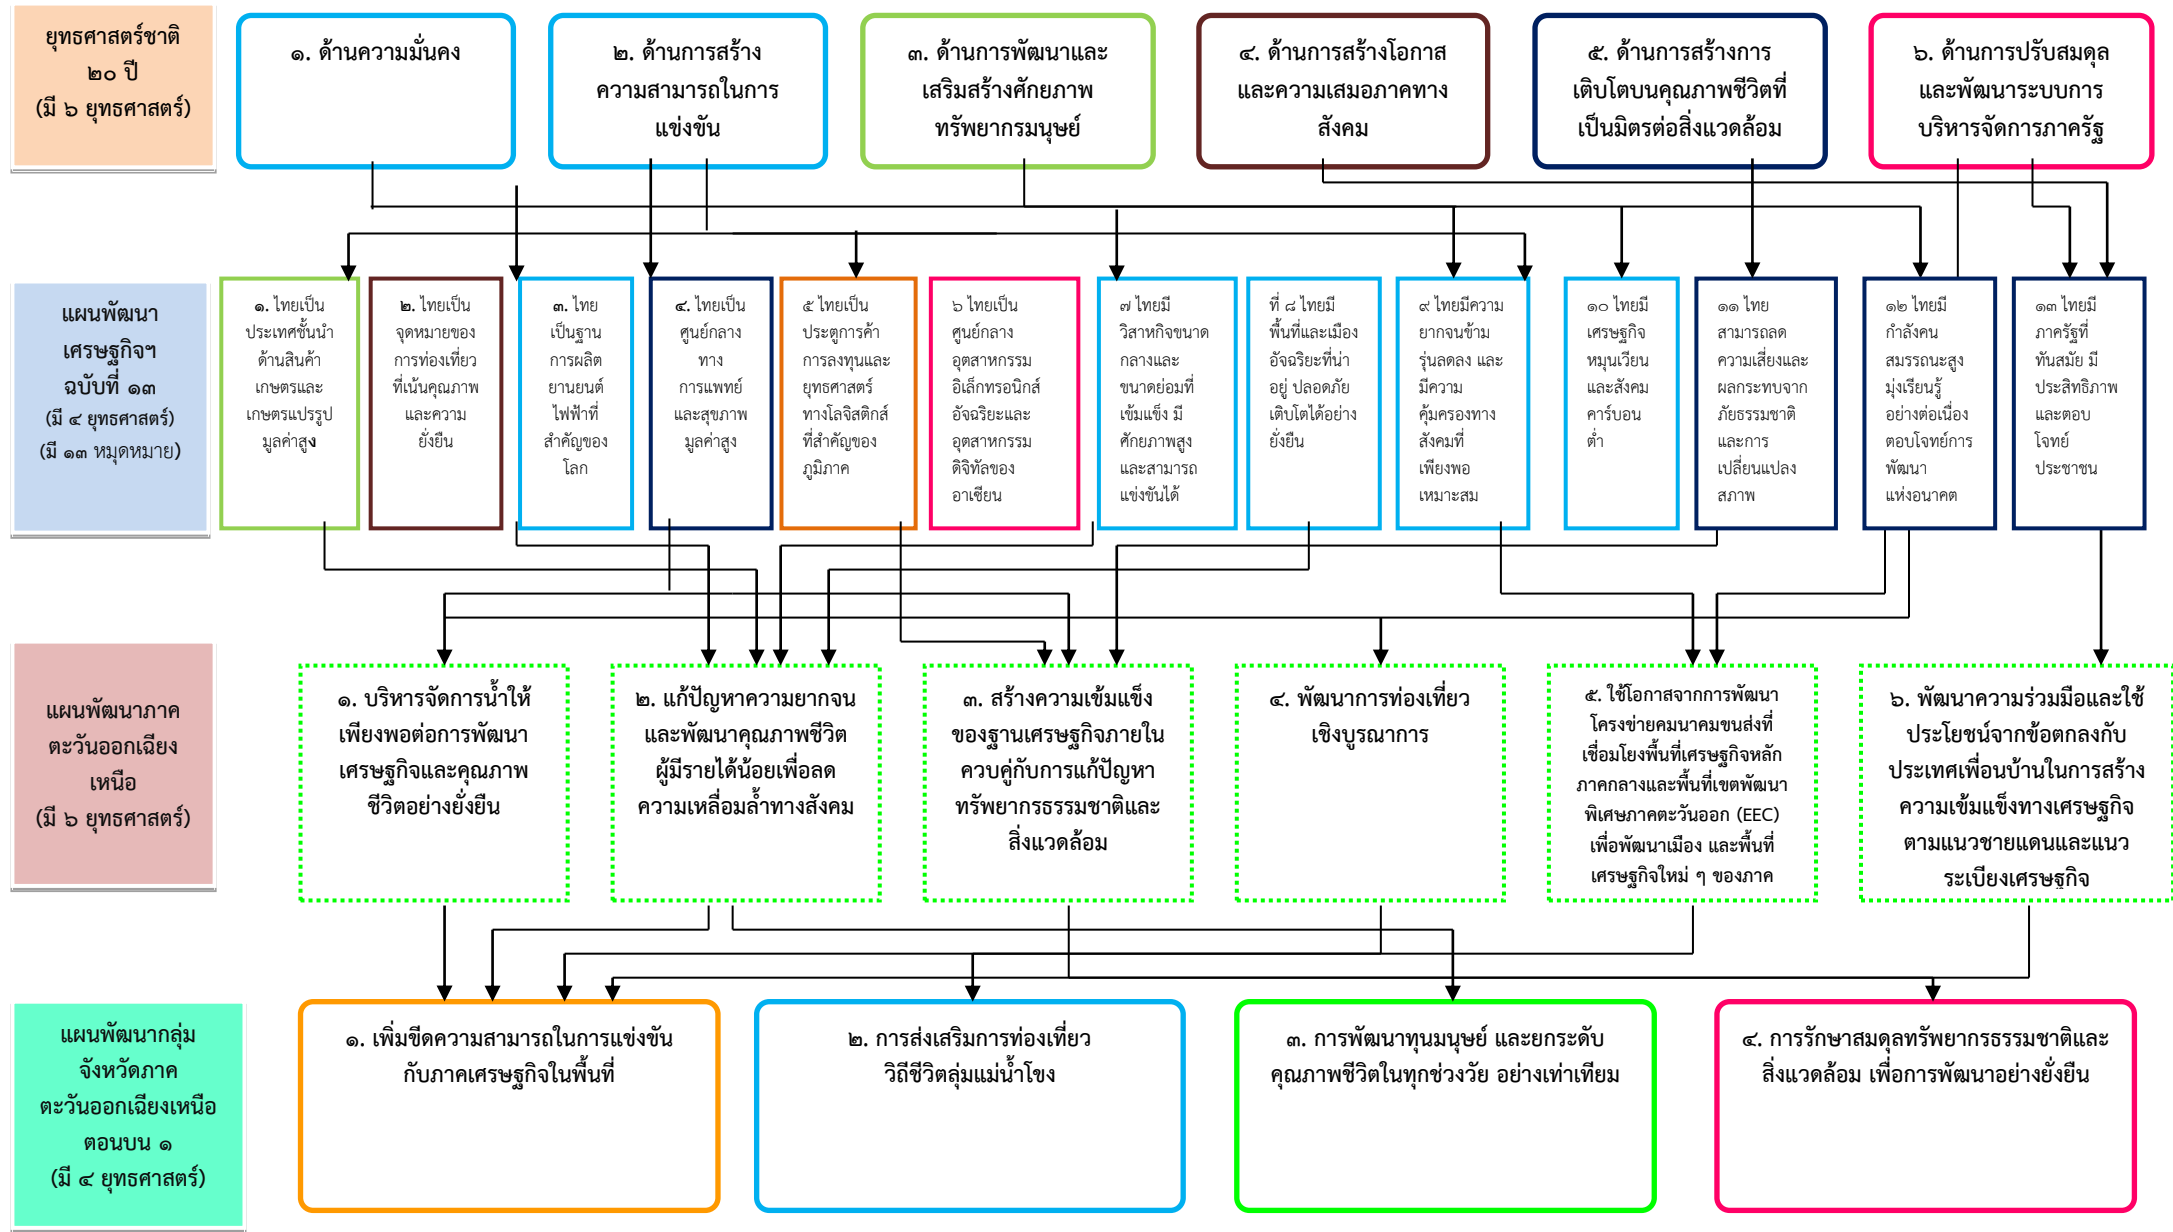 ยุทธศาสตร์ชาติ
๒๐ ปี
(มี ๖ ยุทธศาสตร์)
๑. ด้านความมั่นคง
๒. ด้านการสร้าง
ความสามารถในการ
แข่งขัน
๓. ด้านการพัฒนาและ
เสริมสร้างศักยภาพ
ทรัพยากรมนุษย์
๔. ด้านการสร้างโอกาส
และความเสมอภาคทาง
สังคม
๕. ด้านการสร้างการ
เติบโตบนคุณภาพชีวิตที่
เป็นมิตรต่อสิ่งแวดล้อม
๖. ด้านการปรับสมดุล
และพัฒนาระบบการ
บริหารจัดการภาครัฐ
แผนพัฒนา
เศรษฐกิจฯ
ฉบับที่ ๑๓
(มี ๔ ยุทธศาสตร์)
(มี ๑๓ หมุดหมาย)
๑. ไทยเป็น
ประเทศชั้นนำ
ด้านสินค้า
เกษตรและ
เกษตรแปรรูป
มูลค่าสูง
๒. ไทยเป็น
จุดหมายของ
การท่องเที่ยว
ที่เน้นคุณภาพ
และความ
ยั่งยืน
๓. ไทย
เป็นฐาน
การผลิต
ยานยนต์
ไฟฟ้าที่
สำคัญของ
โลก
๔. ไทยเป็น
ศูนย์กลาง
ทาง
การแพทย์
และสุขภาพ
มูลค่าสูง
๕ ไทยเป็น
ประตูการค้า
การลงทุนและ
ยุทธศาสตร์
ทางโลจิสติกส์
ที่สำคัญของ
ภูมิภาค
๖ ไทยเป็น
ศูนย์กลาง
อุตสาหกรรม
อิเล็กทรอนิกส์
อัจฉริยะและ
อุตสาหกรรม
ดิจิทัลของ
อาเซียน
๗ ไทยมี
วิสาหกิจขนาด
กลางและ
ขนาดย่อมที่
เข้มแข็ง มี
ศักยภาพสูง
และสามารถ
แข่งขันได้
ที่ ๘ ไทยมี
พื้นที่และเมือง
อัจฉริยะที่น่า
อยู่ ปลอดภัย
เติบโตได้อย่าง
ยั่งยืน
๙ ไทยมีความ
ยากจนข้าม
รุ่นลดลง และ
มีความ
คุ้มครองทาง
สังคมที่
เพียงพอ
เหมาะสม
๑๐ ไทยมี
เศรษฐกิจ
หมุนเวียน
และสังคม
คาร์บอน
ต่ำ
๑๑ ไทย
สามารถลด
ความเสี่ยงและ
ผลกระทบจาก
ภัยธรรมชาติ
และการ
เปลี่ยนแปลง
สภาพ
๑๒ ไทยมี
กำลังคน
สมรรถนะสูง
มุ่งเรียนรู้
อย่างต่อเนื่อง
ตอบโจทย์การ
พัฒนา
แห่งอนาคต
๑๓ ไทยมี
ภาครัฐที่
ทันสมัย มี
ประสิทธิภาพ
และตอบ
โจทย์
ประชาชน
แผนพัฒนาภาค
ตะวันออกเฉียง
เหนือ
(มี ๖ ยุทธศาสตร์)
๑. บริหารจัดการน้ำให้
เพียงพอต่อการพัฒนา
เศรษฐกิจและคุณภาพ
ชีวิตอย่างยั่งยืน
๒. แก้ปัญหาความยากจน
และพัฒนาคุณภาพชีวิต
ผู้มีรายได้น้อยเพื่อลด
ความเหลื่อมล้ำทางสังคม
๓. สร้างความเข้มแข็ง
ของฐานเศรษฐกิจภายใน
ควบคู่กับการแก้ปัญหา
ทรัพยากรธรรมชาติและ
สิ่งแวดล้อม
๔. พัฒนาการท่องเที่ยว
เชิงบูรณาการ
๕. ใช้โอกาสจากการพัฒนา
โครงข่ายคมนาคมขนส่งที่
เชื่อมโยงพื้นที่เศรษฐกิจหลัก
ภาคกลางและพื้นที่เขตพัฒนา
พิเศษภาคตะวันออก (EEC)
เพื่อพัฒนาเมือง และพื้นที่
เศรษฐกิจใหม่ ๆ ของภาค
๖. พัฒนาความร่วมมือและใช้
ประโยชน์จากข้อตกลงกับ
ประเทศเพื่อนบ้านในการสร้าง
ความเข้มแข็งทางเศรษฐกิจ
ตามแนวชายแดนและแนว
ระเบียงเศรษฐกิจ
แผนพัฒนากลุ่ม
จังหวัดภาค
ตะวันออกเฉียงเหนือ
ตอนบน ๑
(มี ๔ ยุทธศาสตร์)
๑. เพิ่มขีดความสามารถในการแข่งขัน
กับภาคเศรษฐกิจในพื้นที่
๒. การส่งเสริมการท่องเที่ยว
วิถีชีวิตลุ่มแม่น้ำโขง
๓. การพัฒนาทุนมนุษย์ และยกระดับ
คุณภาพชีวิตในทุกช่วงวัย อย่างเท่าเทียม
๔. การรักษาสมดุลทรัพยากรธรรมชาติและ
สิ่งแวดล้อม เพื่อการพัฒนาอย่างยั่งยืน